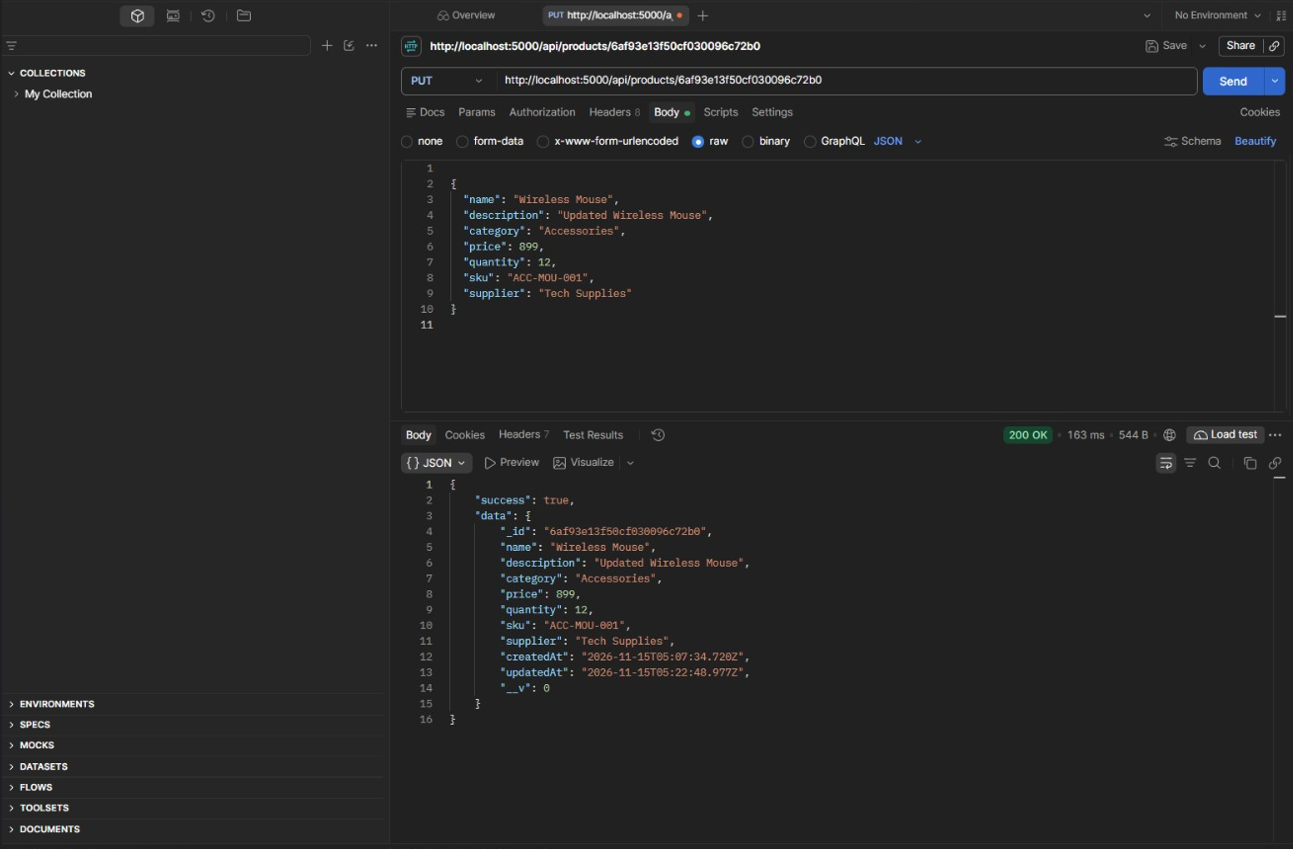 Overview
PUT http://localhost:5000/a
No Environment
COLLECTIONS
My Collection
HTTP http://localhost:5000/api/products/6af93e13f50cf030096c72b0
Save
Share
PUT
http://localhost:5000/api/products/6af93e13f50cf030096c72b0
Send
Docs Params Authorization Headers 8 Body Scripts Settings
Cookies
none form-data x-www-form-urlencoded raw binary GraphQL JSON
Schema Beautify
1
2 {
3 "name": "Wireless Mouse",
4 "description": "Updated Wireless Mouse",
5 "category": "Accessories",
6 "price": 899,
7 "quantity": 12,
8 "sku": "ACC-MOU-001",
9 "supplier": "Tech Supplies"
10 }
11
Body Cookies Headers 7 Test Results
200 OK 163 ms 544 B Load test
{} JSON Preview Visualize
1 {
2 "success": true,
3 "data": {
4 "_id": "6af93e13f50cf030096c72b0",
5 "name": "Wireless Mouse",
6 "description": "Updated Wireless Mouse",
7 "category": "Accessories",
8 "price": 899,
9 "quantity": 12,
10 "sku": "ACC-MOU-001",
11 "supplier": "Tech Supplies",
12 "createdAt": "2026-11-15T05:07:34.720Z",
13 "updatedAt": "2026-11-15T05:22:48.977Z",
14 "__v": 0
15 }
16 }
ENVIRONMENTS
SPECS
MOCKS
DATASETS
FLOWS
TOOLSETS
DOCUMENTS